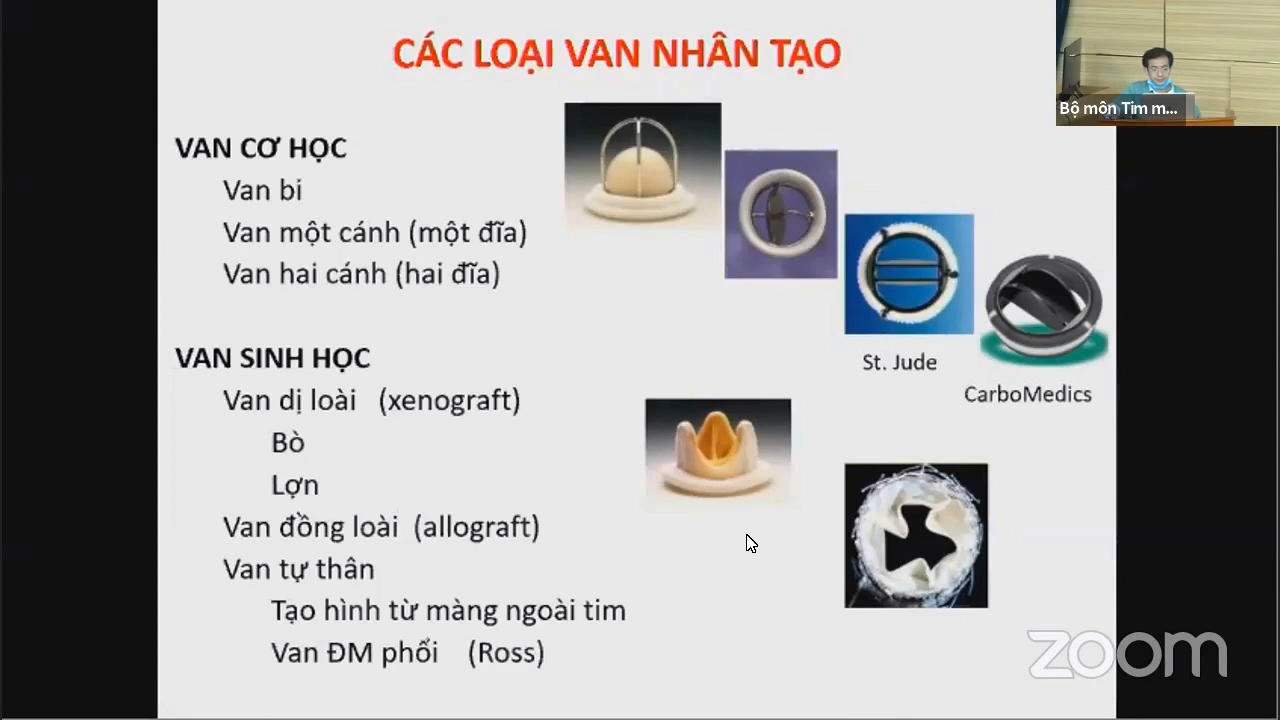 CÁC LOẠI VAN NHÂN TẠO
Bộ môn Tim m...
VAN CƠ HỌC
Van bi
Van một cánh (một đĩa)
Van hai cánh (hai đĩa)
St. Jude
CarboMedics
VAN SINH HỌC
Van dị loài (xenograft)
Bò
Lợn
Van đồng loài (allograft)
Van tự thân
Tạo hình từ màng ngoài tim
Van ĐM phổi (Ross)
zoom